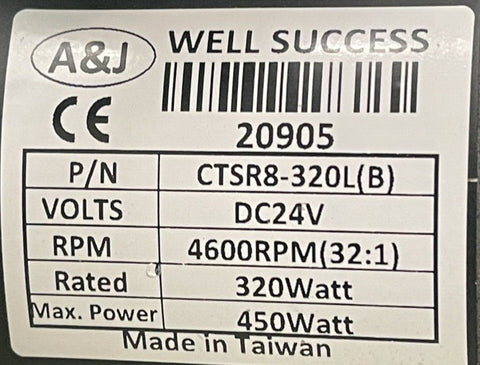 A&J WELL SUCCESS
CE
20905
P/N CTSR8-320L(B)
VOLTS DC24V
RPM 4600RPM(32:1)
Rated 320Watt
Max. Power 450Watt
Made in Taiwan